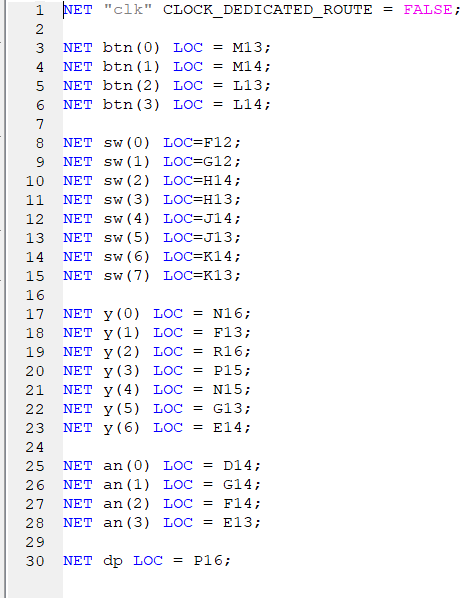 1 NET "clk" CLOCK_DEDICATED_ROUTE = FALSE;
2
3 NET btn(0) LOC = M13;
4 NET btn(1) LOC = M14;
5 NET btn(2) LOC = L13;
6 NET btn(3) LOC = L14;
7
8 NET sw(0) LOC=F12;
9 NET sw(1) LOC=G12;
10 NET sw(2) LOC=H14;
11 NET sw(3) LOC=H13;
12 NET sw(4) LOC=J14;
13 NET sw(5) LOC=J13;
14 NET sw(6) LOC=K14;
15 NET sw(7) LOC=K13;
16
17 NET y(0) LOC = N16;
18 NET y(1) LOC = F13;
19 NET y(2) LOC = R16;
20 NET y(3) LOC = P15;
21 NET y(4) LOC = N15;
22 NET y(5) LOC = G13;
23 NET y(6) LOC = E14;
24
25 NET an(0) LOC = D14;
26 NET an(1) LOC = G14;
27 NET an(2) LOC = F14;
28 NET an(3) LOC = E13;
29
30 NET dp LOC = P16;